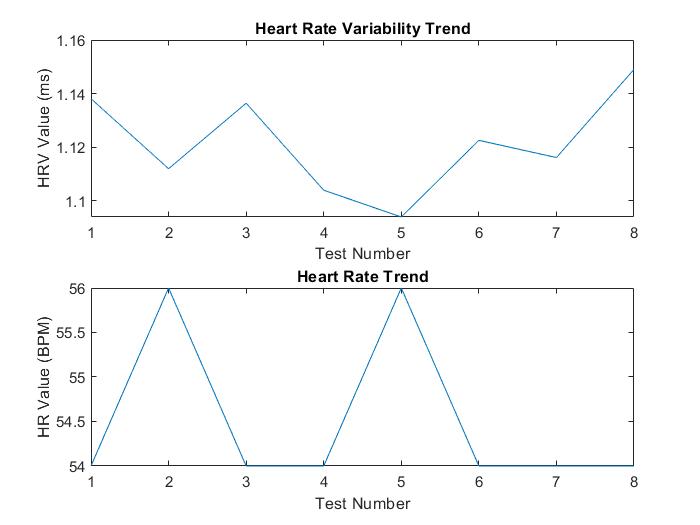 Heart Rate Variability Trend
1.16
1.14
1.12
1.1
HRV Value (ms)
1 2 3 4 5 6 7 8
Test Number
Heart Rate Trend
56
55.5
55
54.5
54
HR Value (BPM)
1 2 3 4 5 6 7 8
Test Number